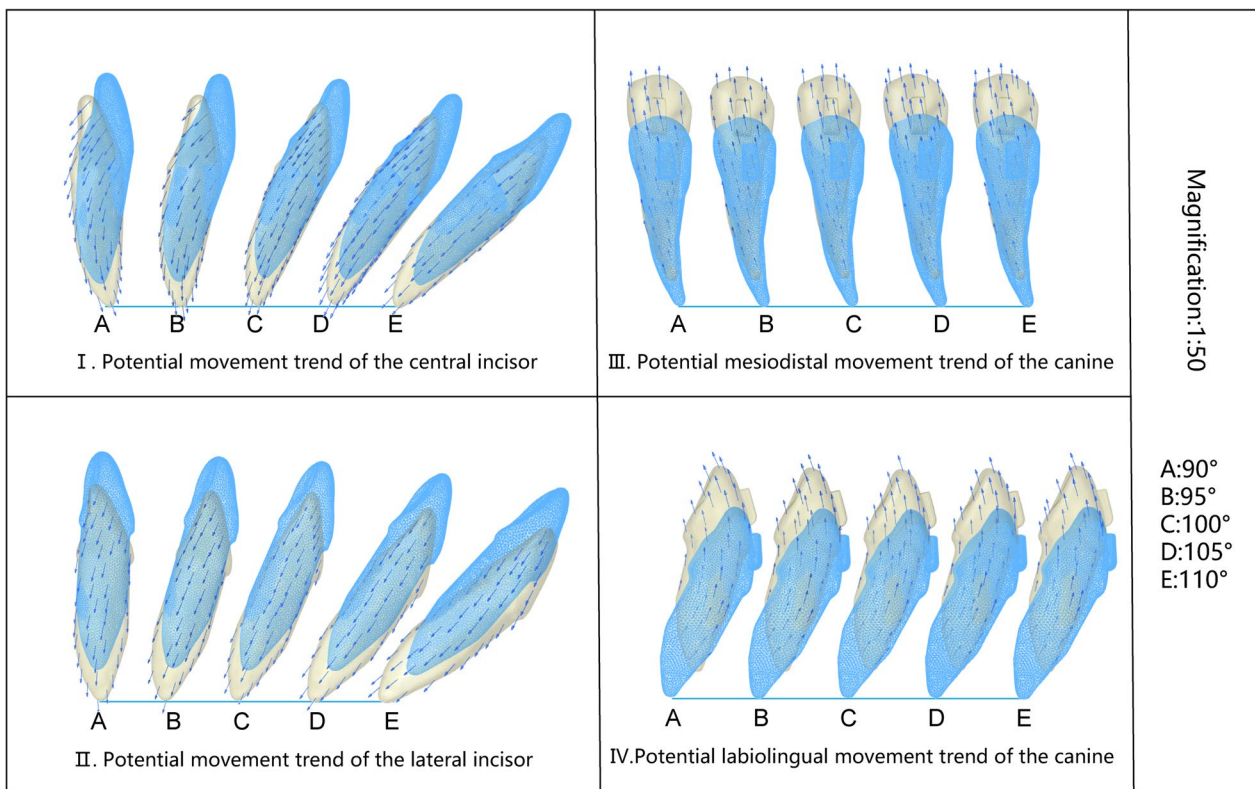 A B C D E
Ⅰ. Potential movement trend of the central incisor
A B C D E
Ⅲ. Potential mesiodistal movement trend of the canine
A B C D E
Ⅱ. Potential movement trend of the lateral incisor
A B C D E
Ⅳ.Potential labiolingual movement trend of the canine
Magnification:1:50
A:90°
B:95°
C:100°
D:105°
E:110°